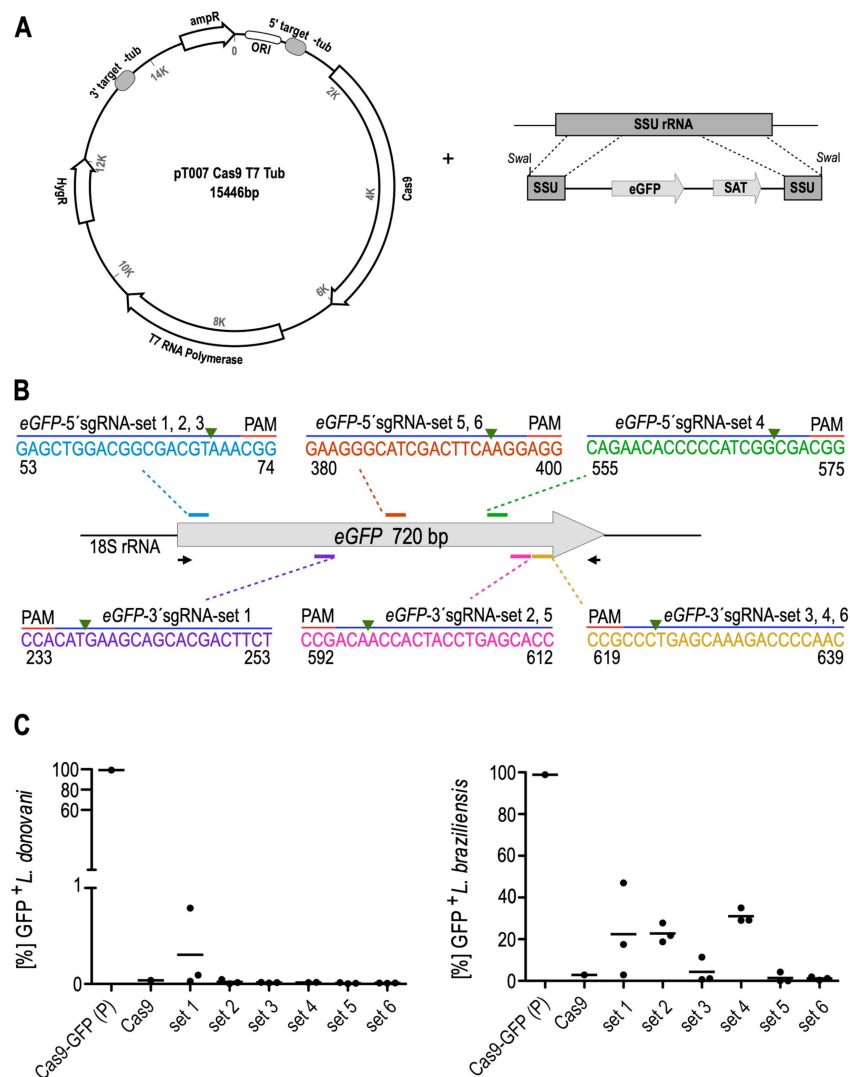 A
ampR
0
ORI
5' target -tub
2K
Cas9
4K
6K
8K
T7 RNA Polymerase
10K
HygR
12K
3' target -tub
14K
pT007 Cas9 T7 Tub
15446bp
+
SSU rRNA
SwaI
SwaI
SSU
eGFP
SAT
SSU
B
eGFP-5´sgRNA-set 1, 2, 3 PAM
GAGCTGGACGGCGACGTAAACGG
53 74
eGFP-5´sgRNA-set 5, 6 PAM
GAAGGGCATCGACTTCAAGGAGG
380 400
eGFP-5´sgRNA-set 4 PAM
CAGAACACCCCCATCGGCGACGG
555 575
18S rRNA
eGFP 720 bp
PAM eGFP-3´sgRNA-set 1
CCACATGAAGCAGCACGACTTCT
233 253
PAM eGFP-3´sgRNA-set 2, 5
CCGACAACCACTACCTGAGCACC
592 612
PAM eGFP-3´sgRNA-set 3, 4, 6
CCGCCCTGAGCAAAGACCCCAAC
619 639
C
[%] GFP + L. donovani
100
80
60
1
0
Cas9-GFP (P)
Cas9
set 1
set 2
set 3
set 4
set 5
set 6
[%] GFP + L. braziliensis
100
80
60
40
20
0
Cas9-GFP (P)
Cas9
set 1
set 2
set 3
set 4
set 5
set 6